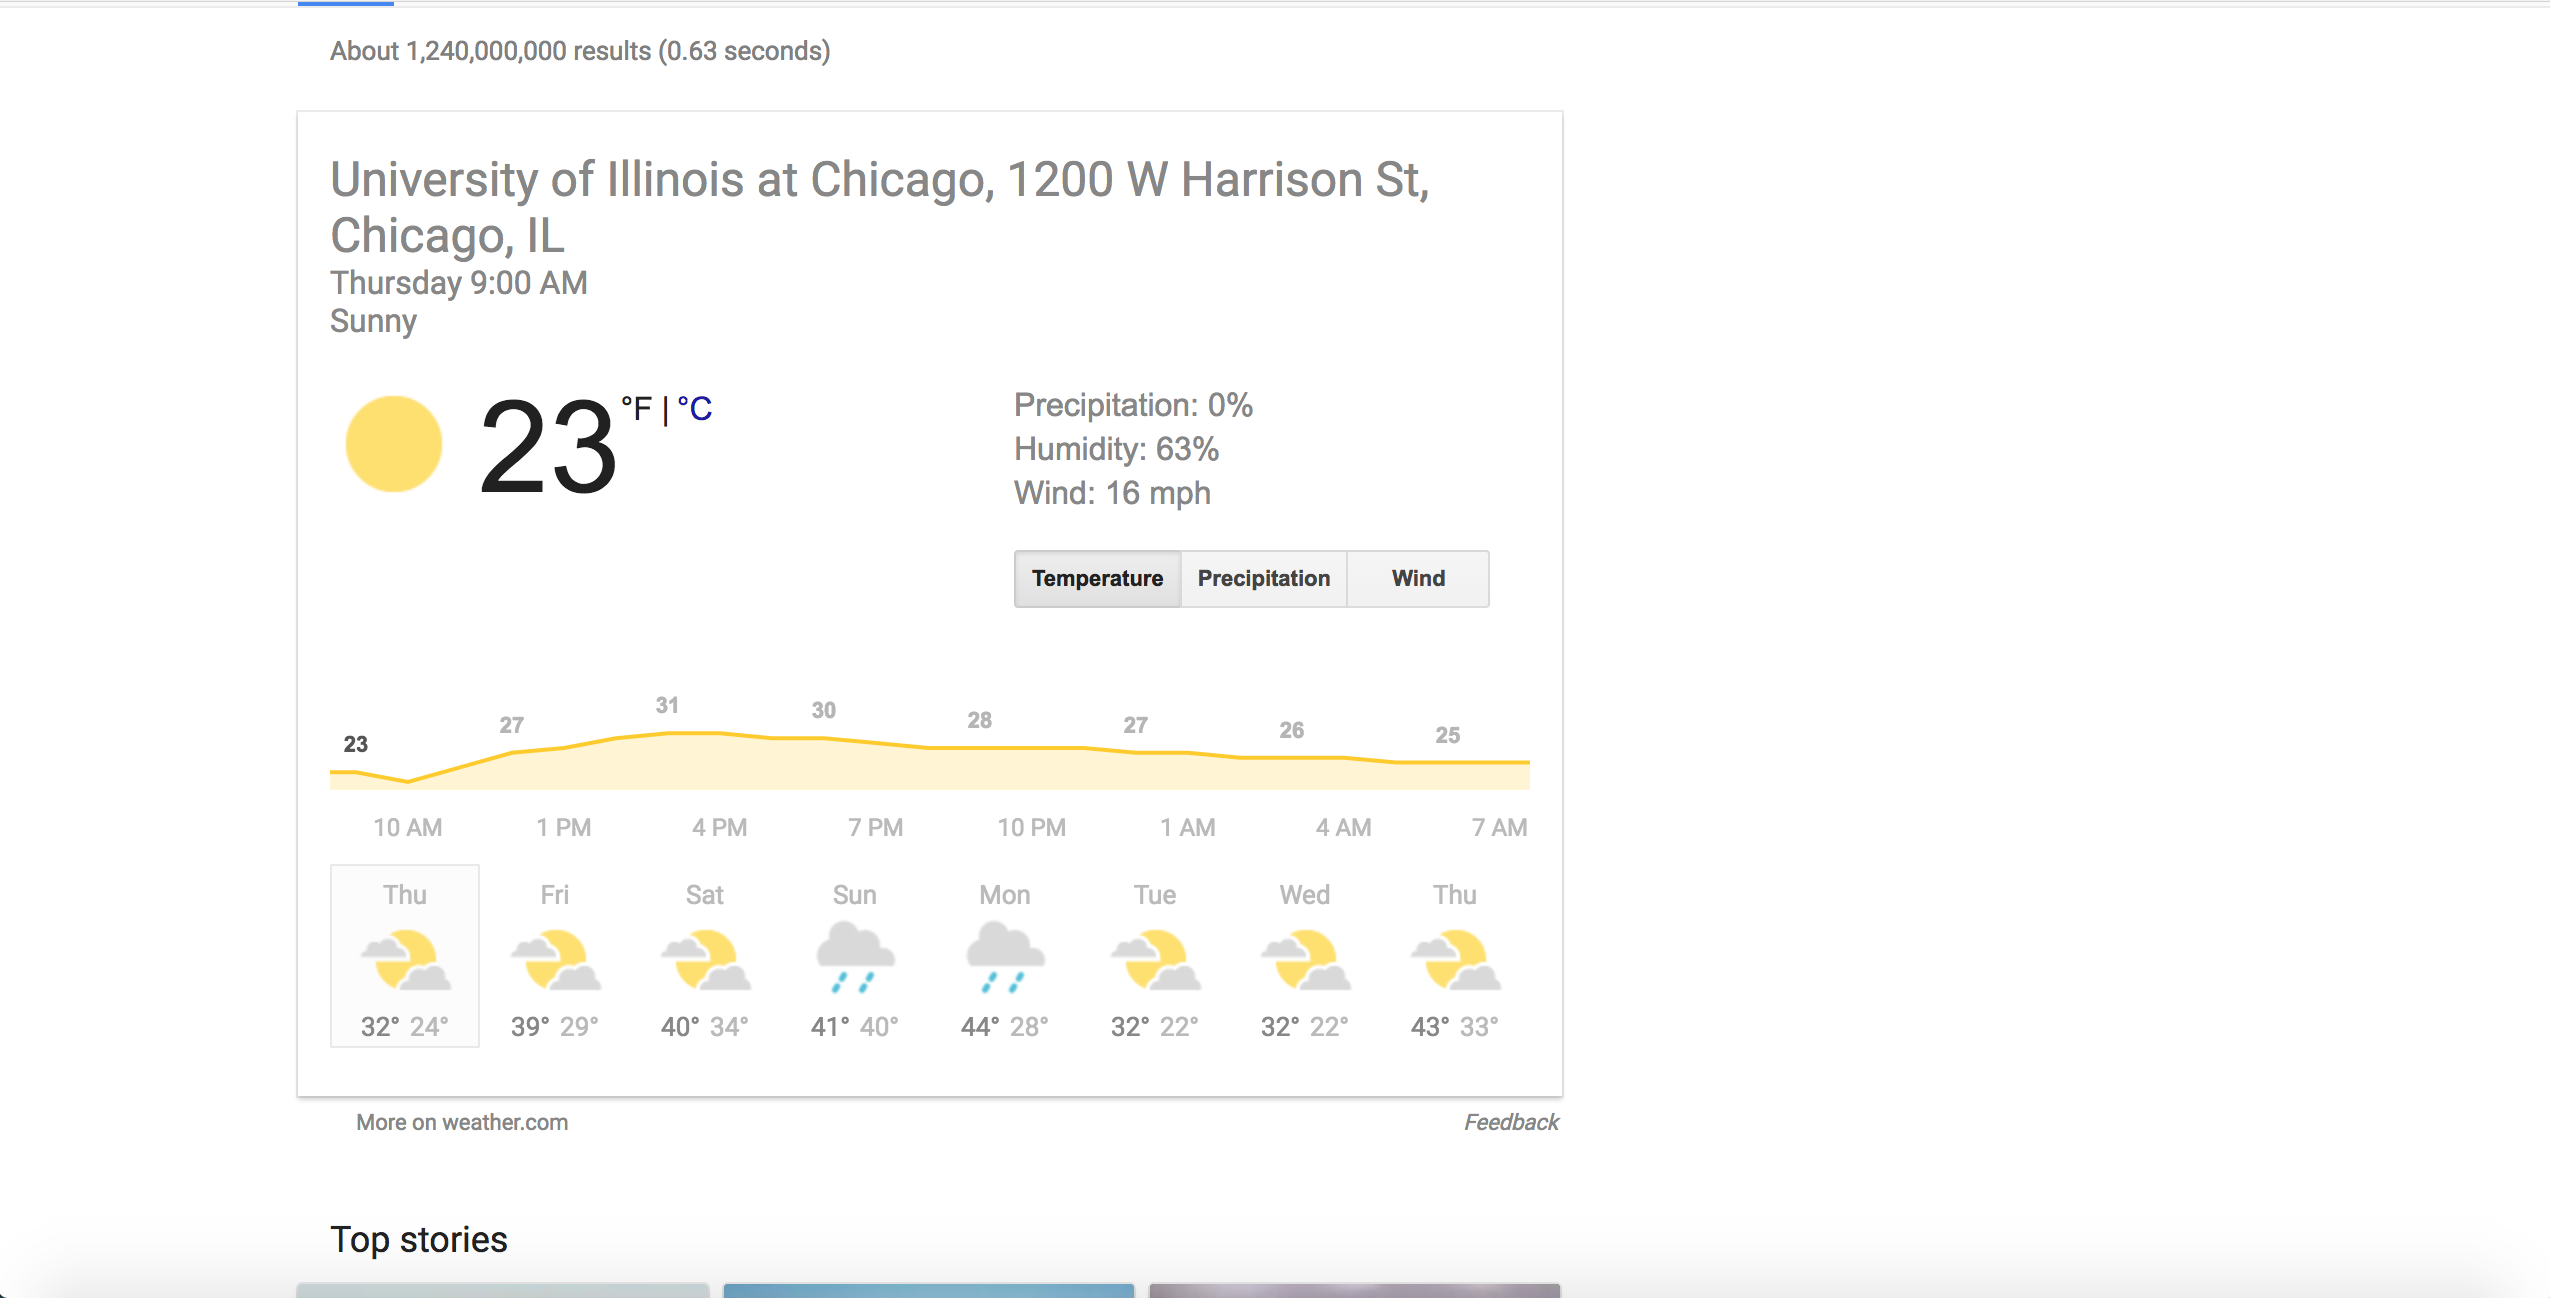 About 1,240,000,000 results (0.63 seconds)
University of Illinois at Chicago, 1200 W Harrison St,
Chicago, IL
Thursday 9:00 AM
Sunny
23 °F | °C
Precipitation: 0%
Humidity: 63%
Wind: 16 mph
Temperature Precipitation Wind
23 27 31 30 28 27 26 25
10 AM 1 PM 4 PM 7 PM 10 PM 1 AM 4 AM 7 AM
Thu Fri Sat Sun Mon Tue Wed Thu
32° 24° 39° 29° 40° 34° 41° 40° 44° 28° 32° 22° 32° 22° 43° 33°
More on weather.com Feedback
Top stories